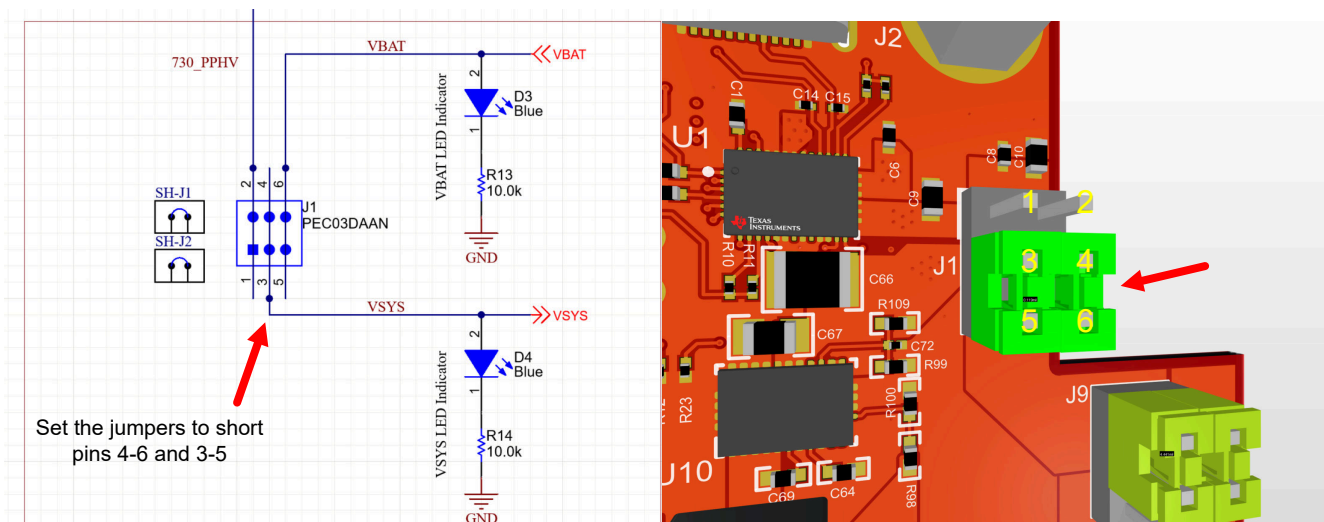 VBAT
VBAT
730_PPHV
2
D3
Blue
1
VBAT LED Indicator
R13
10.0k
GND
2
4
6
SH-J1
J1
PEC03DAAN
SH-J2
1
3
5
VSYS
VSYS
2
D4
Blue
1
VSYS LED Indicator
R14
10.0k
GND
Set the jumpers to short
pins 4-6 and 3-5
J2
C1
C14
C15
U1
C6
C8
C10
C9
TEXAS
INSTRUMENTS
R10
R11
J1
1
2
3
4
5
6
C66
R109
C67
C72
R99
R100
R23
J9
U10
R98
C69
C64